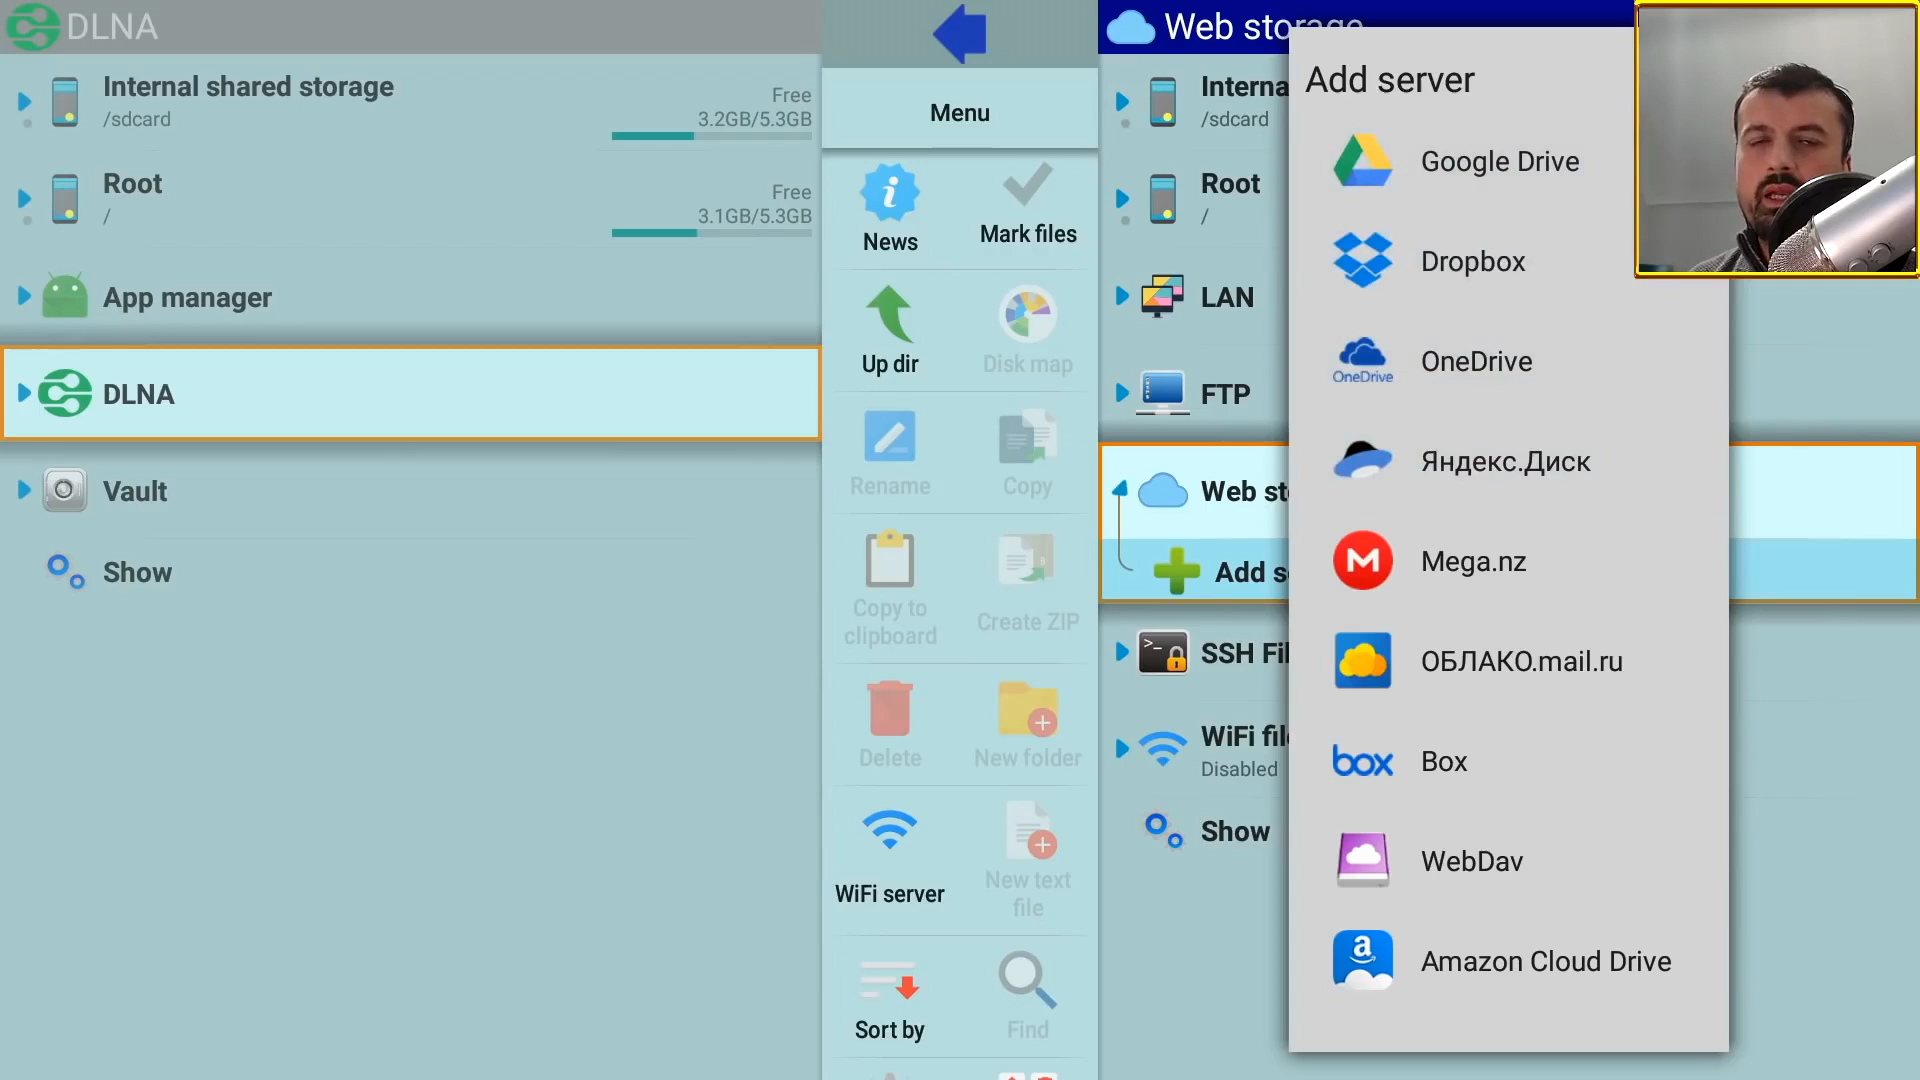 DLNA
Internal shared storage
/sdcard
Free
3.2GB/5.3GB
Root
/
Free
3.1GB/5.3GB
App manager
DLNA
Vault
Show
Menu
News
Mark files
Up dir
Disk map
Rename
Copy
Copy to
clipboard
Create ZIP
Delete
New folder
WiFi server
New text
file
Sort by
Find
Web storage
Interna
/sdcard
Root
/
LAN
FTP
Web st
Add s
SSH Fil
WiFi file
Disabled
Show
Add server
Google Drive
Dropbox
OneDrive
OneDrive
Яндекс.Диск
M
Mega.nz
ОБЛАКО.mail.ru
box
Box
WebDav
a
Amazon Cloud Drive